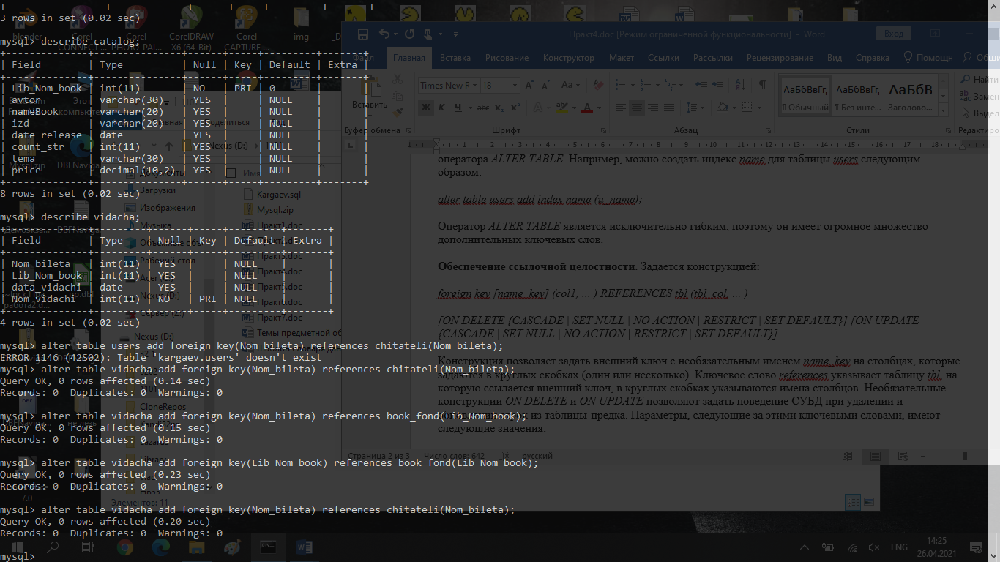 3 rows in set (0.02 sec)
mysql> describe catalog;
| Field | Type | Null | Key | Default | Extra |
| Lib_Nom_book | int(11) | NO | PRI | 0 | |
| avtor | varchar(30) | YES | | NULL | |
| nameBook | varchar(20) | YES | | NULL | |
| izd | varchar(20) | YES | | NULL | |
| date_release | date | YES | | NULL | |
| count_str | int(11) | YES | | NULL | |
| tema | varchar(30) | YES | | NULL | |
| price | decimal(10,2) | YES | | NULL | |
8 rows in set (0.02 sec)
mysql> describe vidacha;
| Field | Type | Null | Key | Default | Extra |
| Nom_bileta | int(11) | YES | | NULL | |
| Lib_Nom_book | int(11) | YES | | NULL | |
| data_vidachi | date | YES | | NULL | |
| Nom_vidachi | int(11) | NO | PRI | NULL | |
4 rows in set (0.02 sec)
mysql> alter table users add foreign key(Nom_bileta) references chitateli(Nom_bileta);
ERROR 1146 (42S02): Table 'kargaev.users' doesn't exist
mysql> alter table vidacha add foreign key(Nom_bileta) references chitateli(Nom_bileta);
Query OK, 0 rows affected (0.14 sec)
Records: 0 Duplicates: 0 Warnings: 0
mysql> alter table vidacha add foreign key(Nom_bileta) references book_fond(Lib_Nom_book);
Query OK, 0 rows affected (0.15 sec)
Records: 0 Duplicates: 0 Warnings: 0
mysql> alter table vidacha add foreign key(Lib_Nom_book) references book_fond(Lib_Nom_book);
Query OK, 0 rows affected (0.23 sec)
Records: 0 Duplicates: 0 Warnings: 0
mysql> alter table vidacha add foreign key(Nom_bileta) references chitateli(Nom_bileta);
Query OK, 0 rows affected (0.20 sec)
Records: 0 Duplicates: 0 Warnings: 0
mysql>
blender
Corel
CONNECT ...
Corel
PHOTO-PAI...
CorelDRAW
X6 (64-Bit)
Corel
CAPTURE ...
img
Этот
компьютер
Mysql.zip
DBFNaviga...
7.0
Поделиться
Nexus (D:)
Имя
Загрузки
Изображения
Музыка
Рабочий стол
Acer (C:)
Nexus (D:)
Сервер (Z:)
Nexus (D:)
CloneRepos
Lazarus
Library
Kargaev.sql
Mysql.zip
Практ1.doc
Практ6.doc
Практ7.doc
Темы предметной об
Элементов: 11
Практ4.doc [Режим ограниченной функциональности] - Word
Вход
Файл Главная Вставка Рисование Конструктор Макет Ссылки Рассылки Рецензирование Вид Справка Помощн
Вставить
Times New R 18
Ж К Ч abc x₂ x²
АаБбВвГг, АаБбВвГг, АаБбВ
¶ Обычный ¶ Без инте... Заголово...
Найти
Замен
Выдел
Буфер обмена Шрифт Абзац Стили Редактиро
оператора ALTER TABLE. Например, можно создать индекс name для таблицы users следующим
образом:
alter table users add index name (u_name);
Оператор ALTER TABLE является исключительно гибким, поэтому он имеет огромное множество
дополнительных ключевых слов.
Обеспечение ссылочной целостности. Задается конструкцией:
foreign key [name_key] (col1, ... ) REFERENCES tbl (tbl_col, ... )
[ON DELETE {CASCADE | SET NULL | NO ACTION | RESTRICT | SET DEFAULT}] [ON UPDATE
{CASCADE | SET NULL | NO ACTION | RESTRICT | SET DEFAULT}]
Конструкция позволяет задать внешний ключ с необязательным именем name_key на столбцах, которые
задаются в круглых скобках (один или несколько). Ключевое слово references указывает таблицу tbl, на
которую ссылается внешний ключ, в круглых скобках указываются имена столбцов. Необязательные
конструкции ON DELETE и ON UPDATE позволяют задать поведение СУБД при удалении и
из таблицы-предка. Параметры, следующие за этими ключевыми словами, имеют
следующие значения:
Страница 2 из 3 Число слов: 642 русский
ENG
14:25
26.04.2021